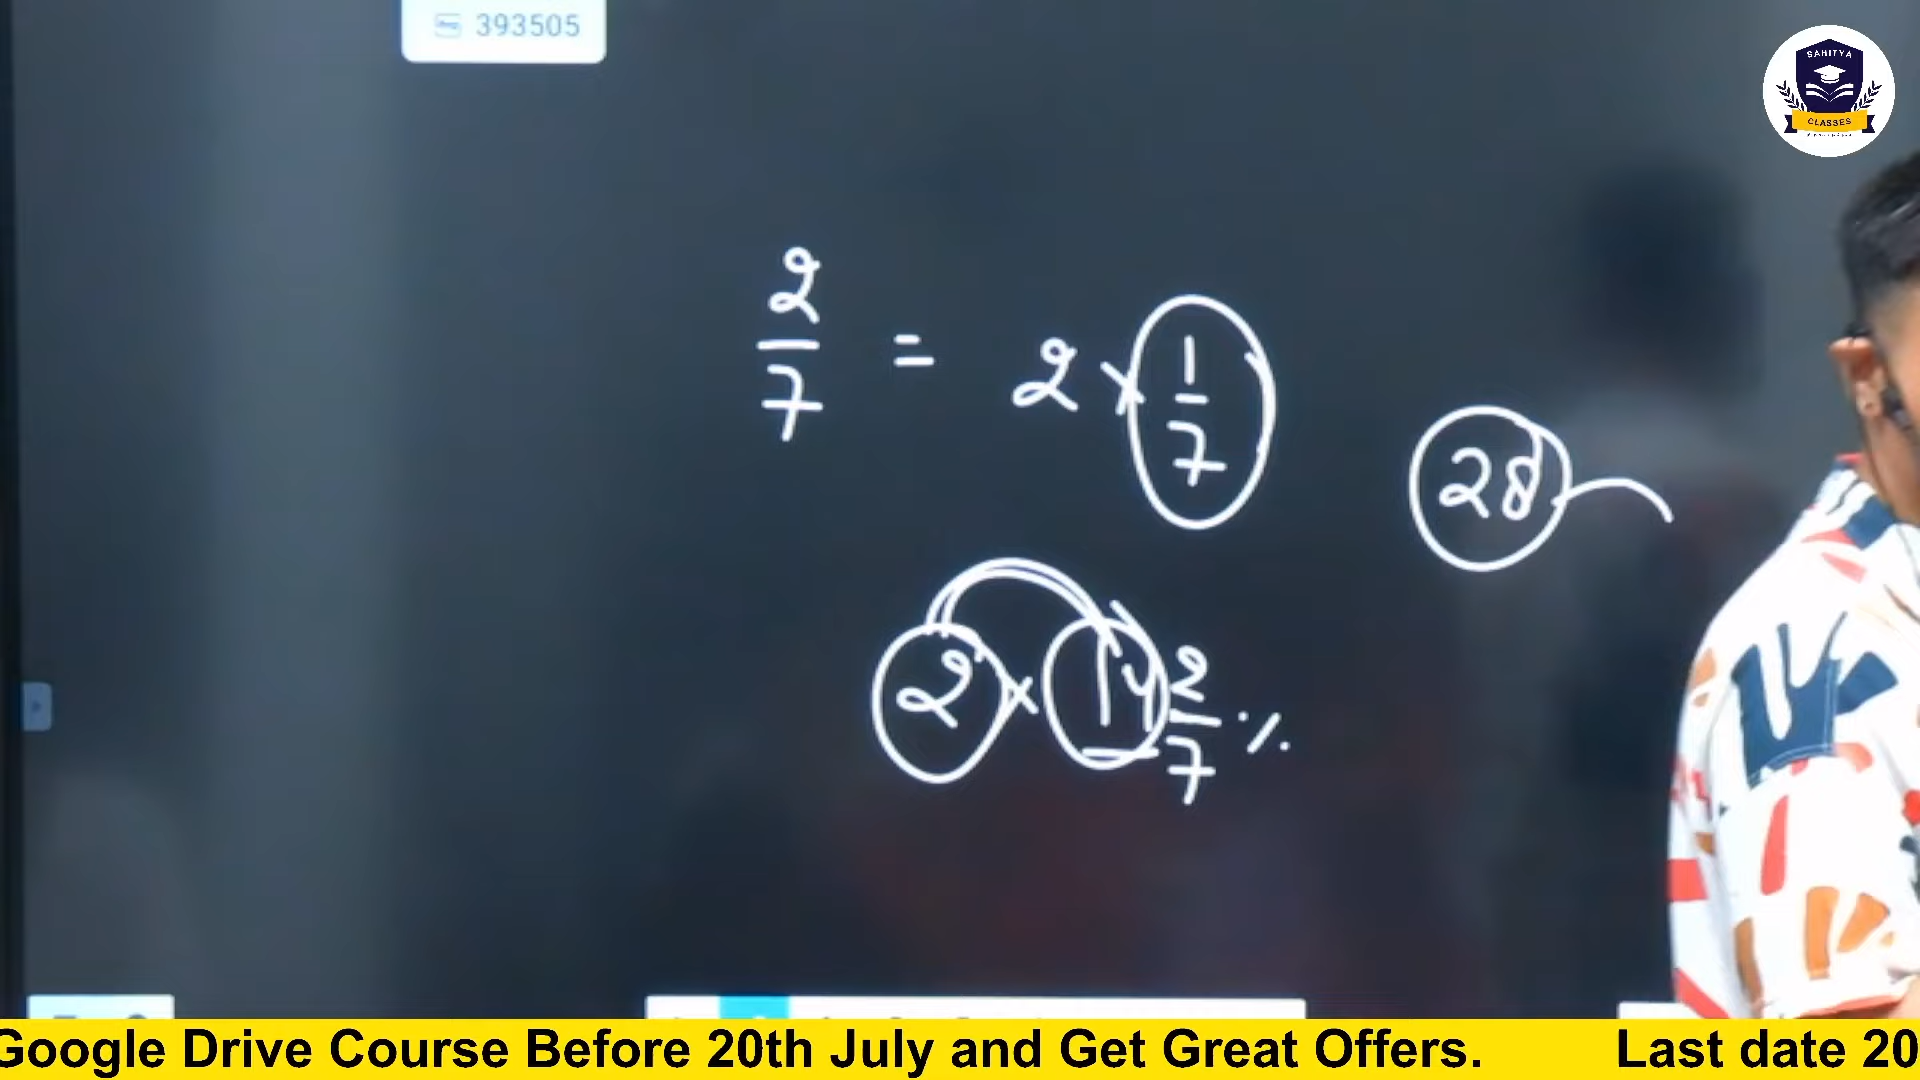 393505
SAHITYA
CLASSES
2/7 = 2 × 1/7
28
2 × 14 2/7 %
Google Drive Course Before 20th July and Get Great Offers. Last date 20